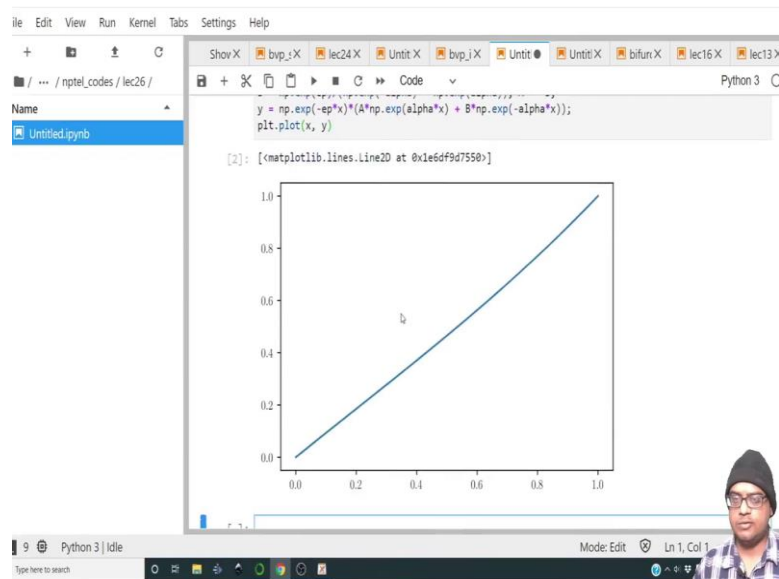 ile Edit View Run Kernel Tabs Settings Help
Show bvp_s lec24 Untit bvp_i Untit Untitl bifurc lec16 lec13
/ ··· / nptel_codes / lec26 /
Code
Python 3
Name
Untitled.ipynb
y = np.exp(-ep*x)*(A*np.exp(alpha*x) + B*np.exp(-alpha*x));
plt.plot(x, y)
[2]: [<matplotlib.lines.Line2D at 0x1e6df9d7550>]
1.0
0.8
0.6
0.4
0.2
0.0
0.0 0.2 0.4 0.6 0.8 1.0
9 Python 3 | Idle
Mode: Edit Ln 1, Col 1
Type here to search